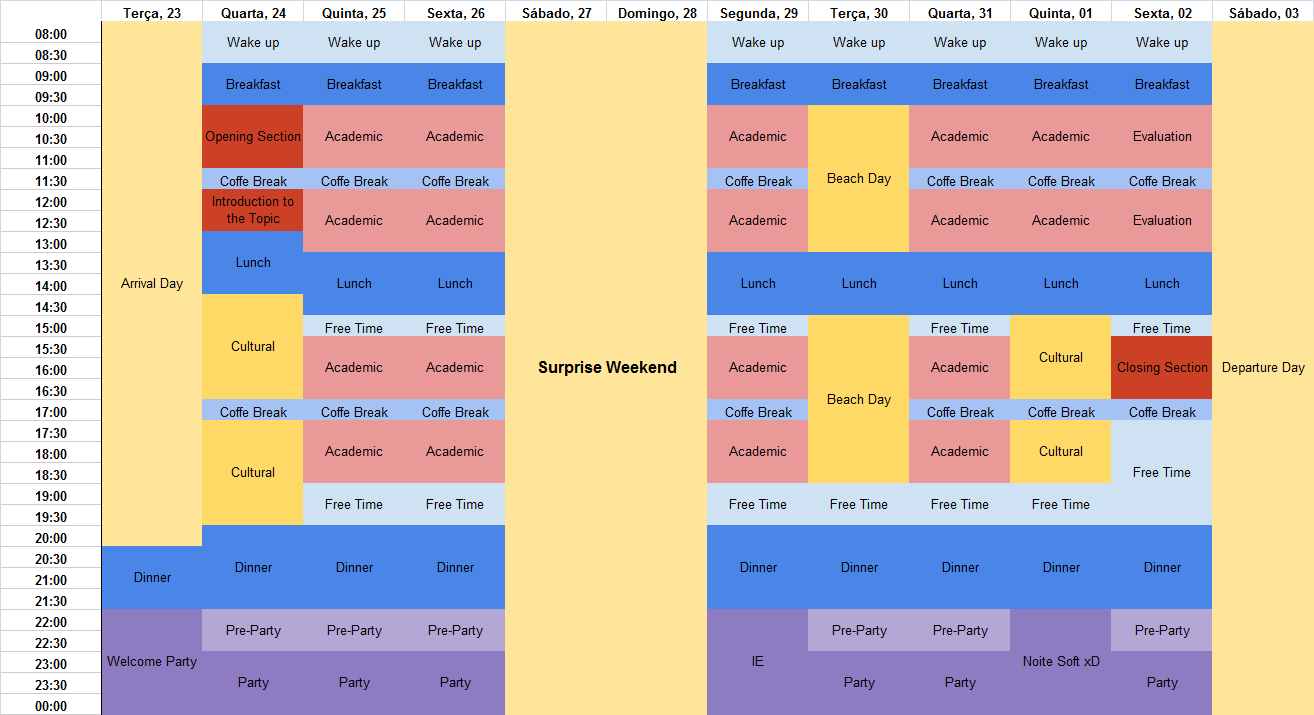 Terça, 23 Quarta, 24 Quinta, 25 Sexta, 26 Sábado, 27 Domingo, 28 Segunda, 29 Terça, 30 Quarta, 31 Quinta, 01 Sexta, 02 Sábado, 03
08:00
Wake up Wake up Wake up Wake up Wake up Wake up Wake up Wake up
08:30
09:00
Breakfast Breakfast Breakfast Breakfast Breakfast Breakfast Breakfast Breakfast
09:30
10:00
10:30 Opening Section Academic Academic Academic Academic Academic Evaluation
11:00
11:30 Coffe Break Coffe Break Coffe Break Coffe Break Beach Day Coffe Break Coffe Break Coffe Break
12:00 Introduction to
12:30 the Topic Academic Academic Academic Academic Academic Evaluation
13:00
13:30 Lunch
14:00 Arrival Day Lunch Lunch Lunch Lunch Lunch Lunch Lunch
14:30
15:00 Free Time Free Time Free Time Free Time Free Time
15:30 Cultural Cultural
16:00 Academic Academic Surprise Weekend Academic Academic Closing Section Departure Day
16:30 Beach Day
17:00 Coffe Break Coffe Break Coffe Break Coffe Break Coffe Break Coffe Break Coffe Break
17:30
18:00 Academic Academic Academic Academic Cultural
18:30 Cultural Free Time
19:00
Free Time Free Time Free Time Free Time Free Time Free Time
19:30
20:00
20:30 Dinner Dinner Dinner Dinner Dinner Dinner Dinner Dinner
21:00 Dinner
21:30
22:00
Pre-Party Pre-Party Pre-Party Pre-Party Pre-Party Pre-Party
22:30
23:00 Welcome Party IE Noite Soft xD
23:30 Party Party Party Party Party Party
00:00